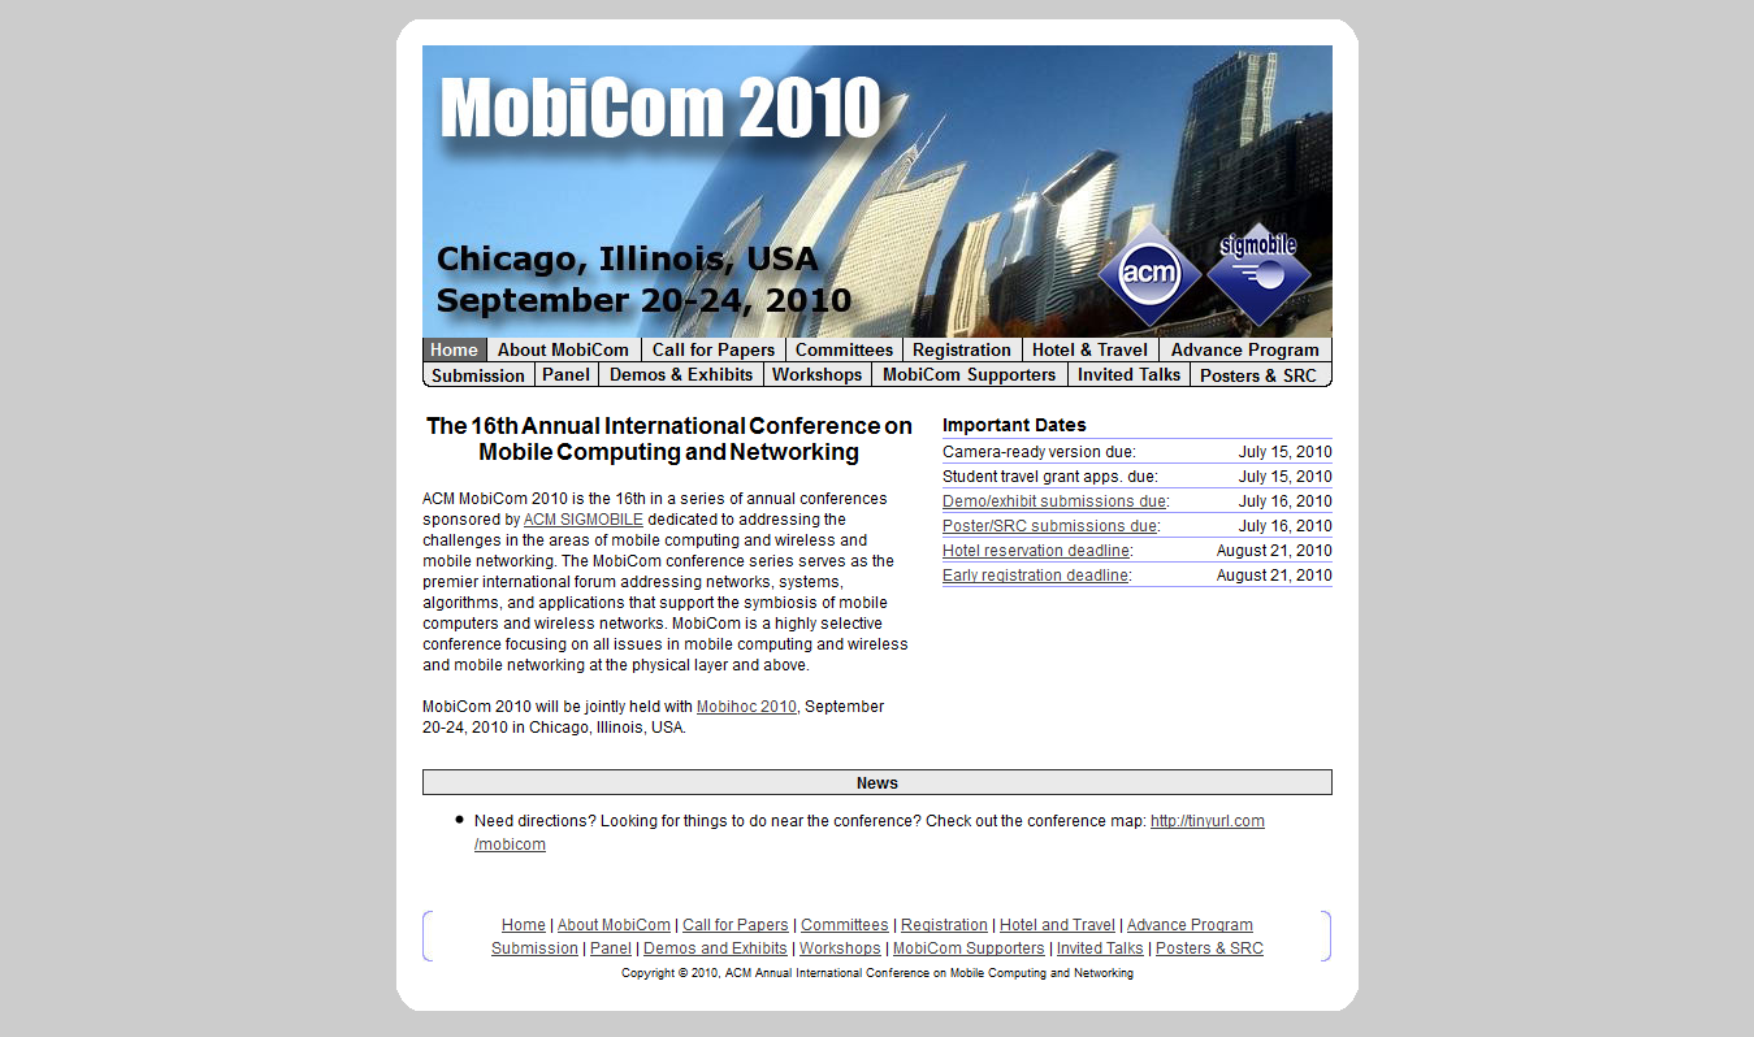 MobiCom 2010
Chicago, Illinois, USA
September 20-24, 2010
acm
sigmobile
Home About MobiCom Call for Papers Committees Registration Hotel & Travel Advance Program
Submission Panel Demos & Exhibits Workshops MobiCom Supporters Invited Talks Posters & SRC
The 16th Annual International Conference on
Mobile Computing and Networking
ACM MobiCom 2010 is the 16th in a series of annual conferences
sponsored by ACM SIGMOBILE dedicated to addressing the
challenges in the areas of mobile computing and wireless and
mobile networking. The MobiCom conference series serves as the
premier international forum addressing networks, systems,
algorithms, and applications that support the symbiosis of mobile
computers and wireless networks. MobiCom is a highly selective
conference focusing on all issues in mobile computing and wireless
and mobile networking at the physical layer and above.
MobiCom 2010 will be jointly held with Mobihoc 2010, September
20-24, 2010 in Chicago, Illinois, USA.
Important Dates
Camera-ready version due: July 15, 2010
Student travel grant apps. due: July 15, 2010
Demo/exhibit submissions due: July 16, 2010
Poster/SRC submissions due: July 16, 2010
Hotel reservation deadline: August 21, 2010
Early registration deadline: August 21, 2010
News
Need directions? Looking for things to do near the conference? Check out the conference map: http://tinyurl.com
/mobicom
Home | About MobiCom | Call for Papers | Committees | Registration | Hotel and Travel | Advance Program
Submission | Panel | Demos and Exhibits | Workshops | MobiCom Supporters | Invited Talks | Posters & SRC
Copyright © 2010, ACM Annual International Conference on Mobile Computing and Networking